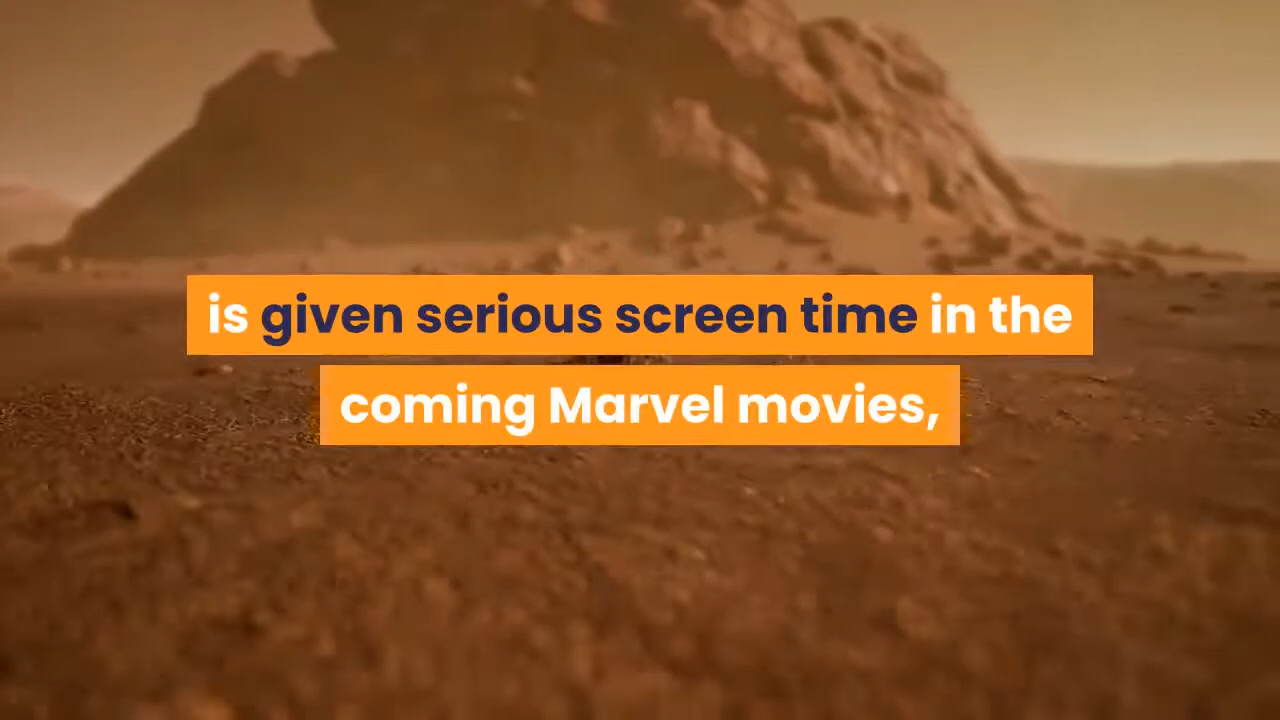 is given serious screen time in the
coming Marvel movies,